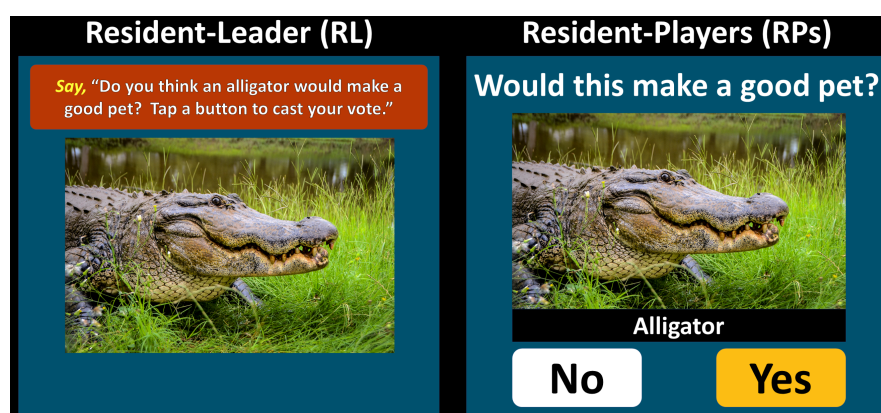 Resident-Leader (RL)
Say, “Do you think an alligator would make a
good pet?  Tap a button to cast your vote.”
Resident-Players (RPs)
Would this make a good pet?
Alligator
No
Yes